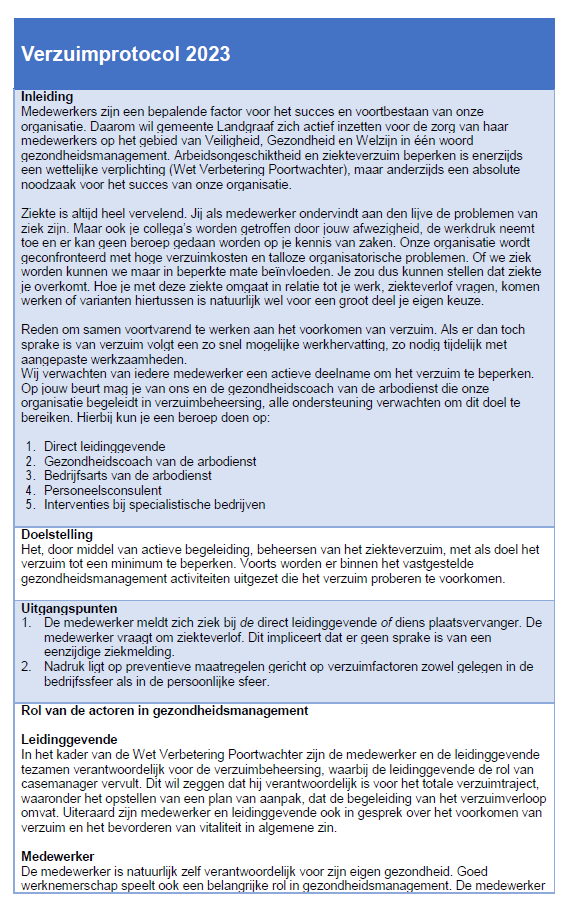 Verzuimprotocol 2023
Inleiding
Medewerkers zijn een bepalende factor voor het succes en voortbestaan van onze
organisatie. Daarom wil gemeente Landgraaf zich actief inzetten voor de zorg van haar
medewerkers op het gebied van Veiligheid, Gezondheid en Welzijn in één woord
gezondheidsmanagement. Arbeidsongeschiktheid en ziekteverzuim beperken is enerzijds
een wettelijke verplichting (Wet Verbetering Poortwachter), maar anderzijds een absolute
noodzaak voor het succes van onze organisatie.
Ziekte is altijd heel vervelend. Jij als medewerker ondervindt aan den lijve de problemen van
ziek zijn. Maar ook je collega's worden getroffen door jouw afwezigheid, de werkdruk neemt
toe en er kan geen beroep gedaan worden op je kennis van zaken. Onze organisatie wordt
geconfronteerd met hoge verzuimkosten en talloze organisatorische problemen. Of we ziek
worden kunnen we maar in beperkte mate beïnvloeden. Je zou dus kunnen stellen dat ziekte
je overkomt. Hoe je met deze ziekte omgaat in relatie tot je werk, ziekteverlof vragen, komen
werken of varianten hiertussen is natuurlijk wel voor een groot deel je eigen keuze.
Reden om samen voortvarend te werken aan het voorkomen van verzuim. Als er dan toch
sprake is van verzuim volgt een zo snel mogelijke werkhervatting, zo nodig tijdelijk met
aangepaste werkzaamheden.
Wij verwachten van iedere medewerker een actieve deelname om het verzuim te beperken.
Op jouw beurt mag je van ons en de gezondheidscoach van de arbodienst die onze
organisatie begeleidt in verzuimbeheersing, alle ondersteuning verwachten om dit doel te
bereiken. Hierbij kun je een beroep doen op:
1. Direct leidinggevende
2. Gezondheidscoach van de arbodienst
3. Bedrijfsarts van de arbodienst
4. Personeelsconsulent
5. Interventies bij specialistische bedrijven
Doelstelling
Het, door middel van actieve begeleiding, beheersen van het ziekteverzuim, met als doel het
verzuim tot een minimum te beperken. Voorts worden er binnen het vastgestelde
gezondheidsmanagement activiteiten uitgezet die het verzuim proberen te voorkomen.
Uitgangspunten
1. De medewerker meldt zich ziek bij de direct leidinggevende of diens plaatsvervanger. De
medewerker vraagt om ziekteverlof. Dit impliceert dat er geen sprake is van een
eenzijdige ziekmelding.
2. Nadruk ligt op preventieve maatregelen gericht op verzuimfactoren zowel gelegen in de
bedrijfssfeer als in de persoonlijke sfeer.
Rol van de actoren in gezondheidsmanagement
Leidinggevende
In het kader van de Wet Verbetering Poortwachter zijn de medewerker en de leidinggevende
tezamen verantwoordelijk voor de verzuimbeheersing, waarbij de leidinggevende de rol van
casemanager vervult. Dit wil zeggen dat hij verantwoordelijk is voor het totale verzuimtraject,
waaronder het opstellen van een plan van aanpak, dat de begeleiding van het verzuimverloop
omvat. Uiteraard zijn medewerker en leidinggevende ook in gesprek over het voorkomen van
verzuim en het bevorderen van vitaliteit in algemene zin.
Medewerker
De medewerker is natuurlijk zelf verantwoordelijk voor zijn eigen gezondheid. Goed
werknemerschap speelt ook een belangrijke rol in gezondheidsmanagement. De medewerker